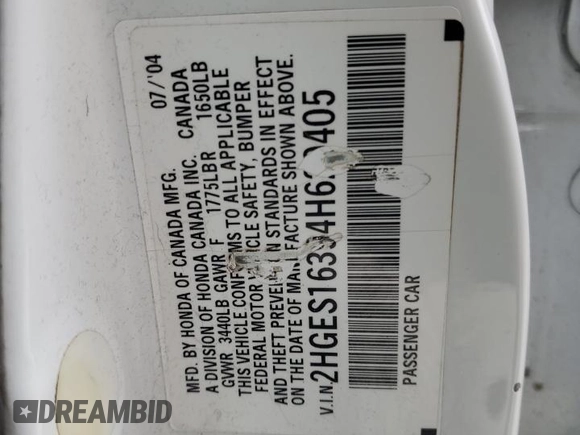 MFD. BY HONDA OF CANADA MFG. 07/'04
A DIVISION OF HONDA CANADA INC. CANADA
GVWR 3440LB GAWR F 1775LB R 1650LB
THIS VEHICLE CONFORMS TO ALL APPLICABLE
FEDERAL MOTOR VEHICLE SAFETY, BUMPER
AND THEFT PREVENTION STANDARDS IN EFFECT
ON THE DATE OF MANUFACTURE SHOWN ABOVE.
V.I.N.
PASSENGER CAR
DREAMBID